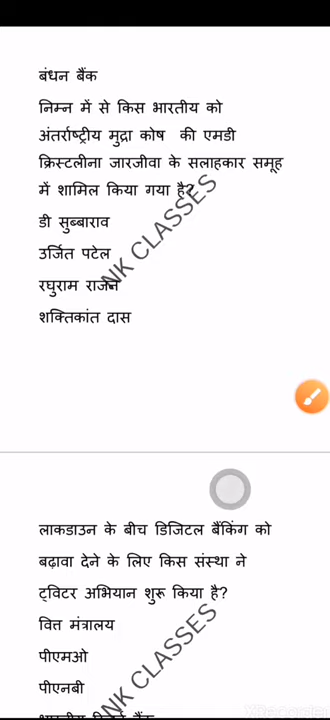 बंधन बैंक
निम्न में से किस भारतीय को
अंतर्राष्ट्रीय मुद्रा कोष की एमडी
क्रिस्टलीना जारजीवा के सलाहकार समूह
में शामिल किया गया है?
डी सुब्बाराव
उर्जित पटेल
रघुराम राजन
शक्तिकांत दास
NK CLASSES
लाकडाउन के बीच डिजिटल बैंकिंग को
बढ़ावा देने के लिए किस संस्था ने
ट्विटर अभियान शुरू किया है?
वित्त मंत्रालय
पीएमओ
पीएनबी
NK CLASSES